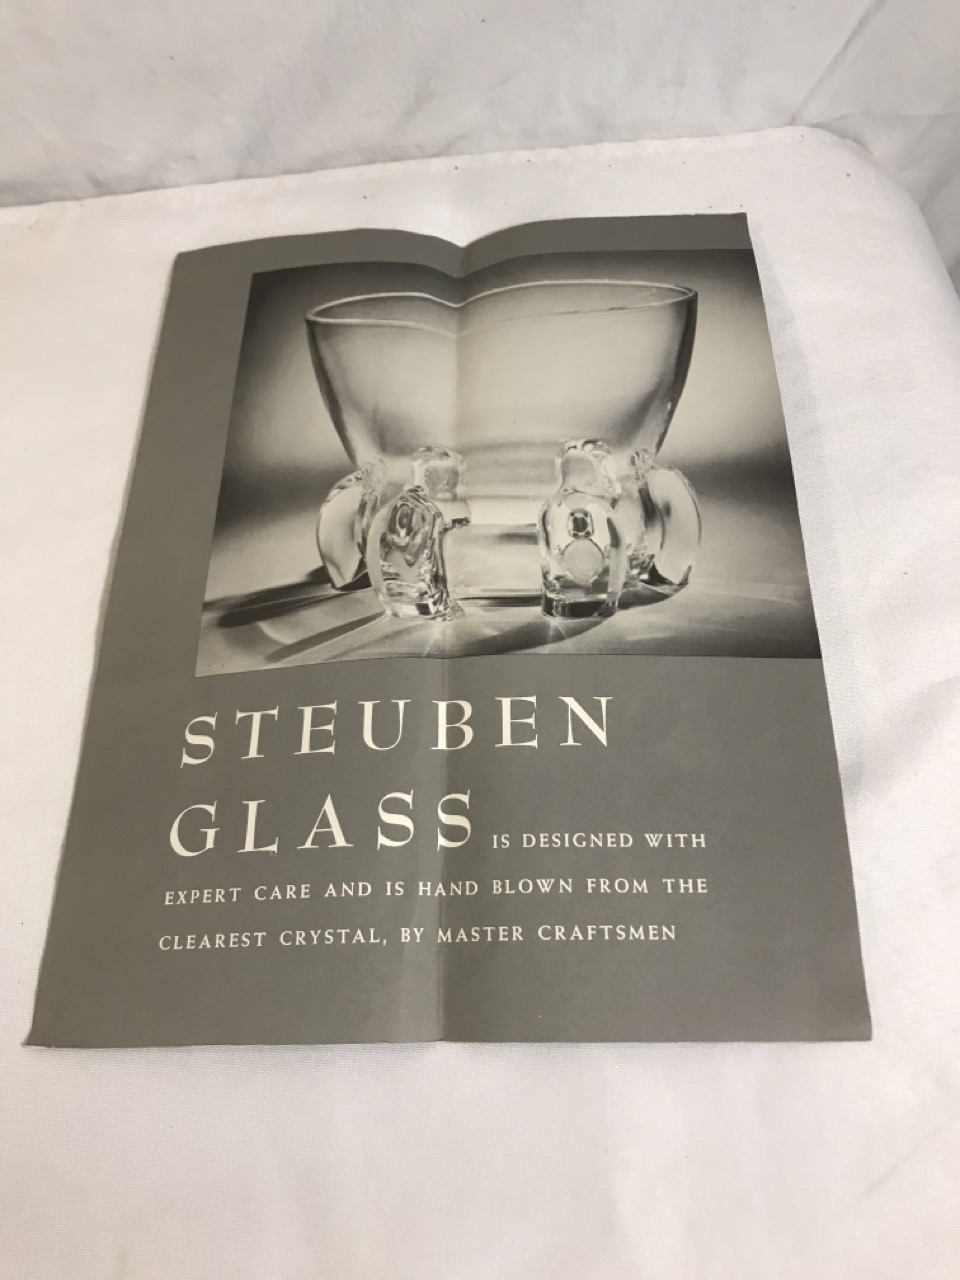 STEUBEN
GLASS IS DESIGNED WITH
EXPERT CARE AND IS HAND BLOWN FROM THE
CLEAREST CRYSTAL, BY MASTER CRAFTSMEN